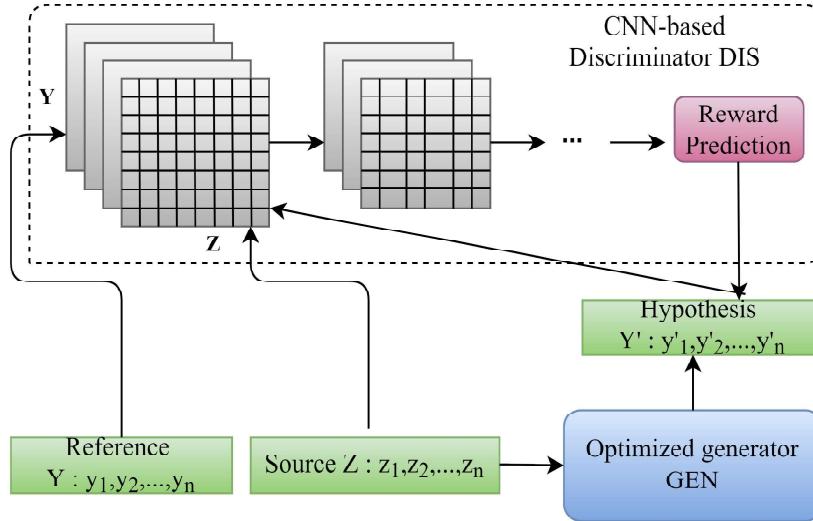 CNN-based
Discriminator DIS
Y
Reward
Prediction
...
Z
Hypothesis
Y' : y'₁,y'₂,...,y'ₙ
Reference
Y : y₁,y₂,...,yₙ
Source Z : z₁,z₂,...,zₙ
Optimized generator
GEN